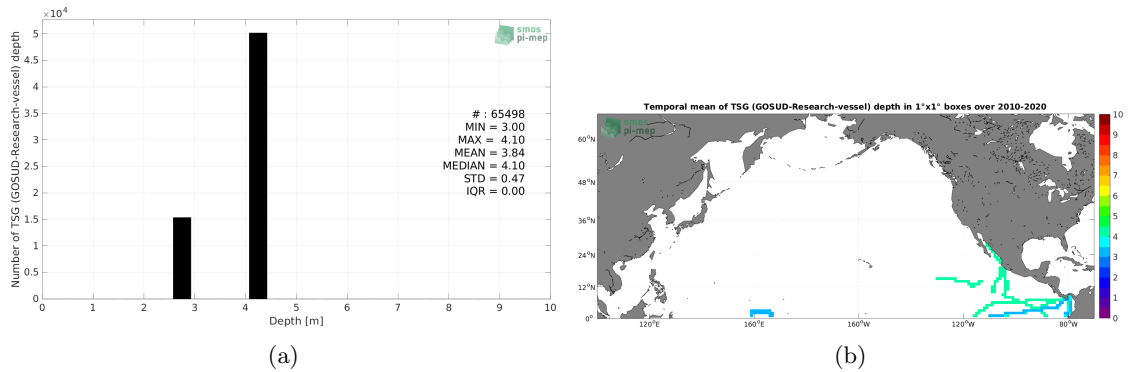 ×10⁴
5
4.5
4
3.5
3
2.5
2
1.5
1
0.5
0
Number of TSG (GOSUD-Research-vessel) depth
smos
pi-mep
# : 65498
MIN = 3.00
MAX = 4.10
MEAN = 3.84
MEDIAN = 4.10
STD = 0.47
IQR = 0.00
0 1 2 3 4 5 6 7 8 9 10
Depth [m]
(a)
Temporal mean of TSG (GOSUD-Research-vessel) depth in 1°x1° boxes over 2010-2020
smos
pi-mep
60°N
48°N
36°N
24°N
12°N
0°
120°E 160°E 160°W 120°W 80°W
10
9
8
7
6
5
4
3
2
1
0
(b)